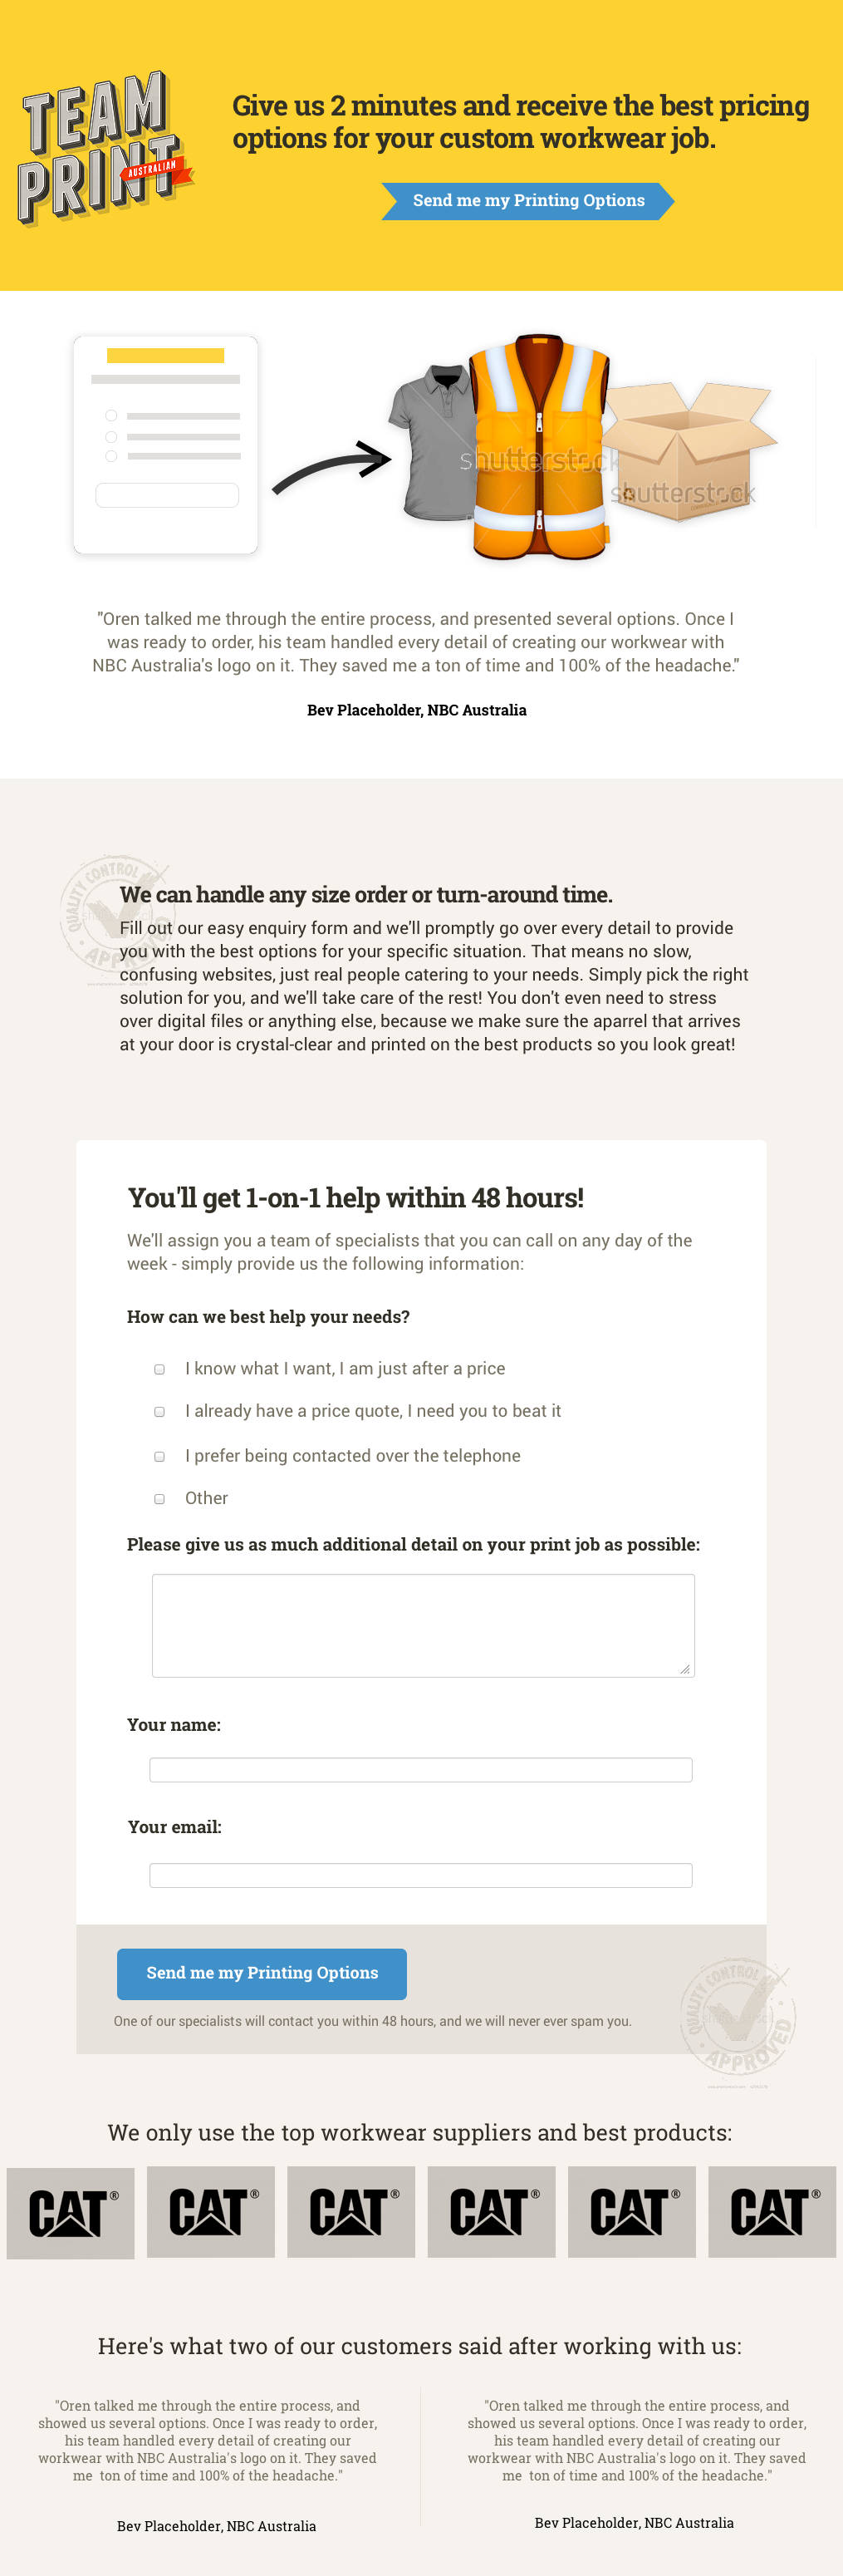 TEAM
PRINT
AUSTRALIAN
Give us 2 minutes and receive the best pricing
options for your custom workwear job.
Send me my Printing Options
shutterstock
shutterstock
"Oren talked me through the entire process, and presented several options. Once I
was ready to order, his team handled every detail of creating our workwear with
NBC Australia's logo on it. They saved me a ton of time and 100% of the headache."
Bev Placeholder, NBC Australia
QUALITY CONTROL
APPROVED
We can handle any size order or turn-around time.
Fill out our easy enquiry form and we'll promptly go over every detail to provide
you with the best options for your specific situation. That means no slow,
confusing websites, just real people catering to your needs. Simply pick the right
solution for you, and we'll take care of the rest! You don't even need to stress
over digital files or anything else, because we make sure the aparrel that arrives
at your door is crystal-clear and printed on the best products so you look great!
You'll get 1-on-1 help within 48 hours!
We'll assign you a team of specialists that you can call on any day of the
week - simply provide us the following information:
How can we best help your needs?
I know what I want, I am just after a price
I already have a price quote, I need you to beat it
I prefer being contacted over the telephone
Other
Please give us as much additional detail on your print job as possible:
Your name:
Your email:
Send me my Printing Options
One of our specialists will contact you within 48 hours, and we will never ever spam you.
QUALITY CONTROL
APPROVED
We only use the top workwear suppliers and best products:
CAT® CAT® CAT® CAT® CAT® CAT®
Here's what two of our customers said after working with us:
"Oren talked me through the entire process, and
showed us several options. Once I was ready to order,
his team handled every detail of creating our
workwear with NBC Australia's logo on it. They saved
me  ton of time and 100% of the headache."
Bev Placeholder, NBC Australia
"Oren talked me through the entire process, and
showed us several options. Once I was ready to order,
his team handled every detail of creating our
workwear with NBC Australia's logo on it. They saved
me  ton of time and 100% of the headache."
Bev Placeholder, NBC Australia